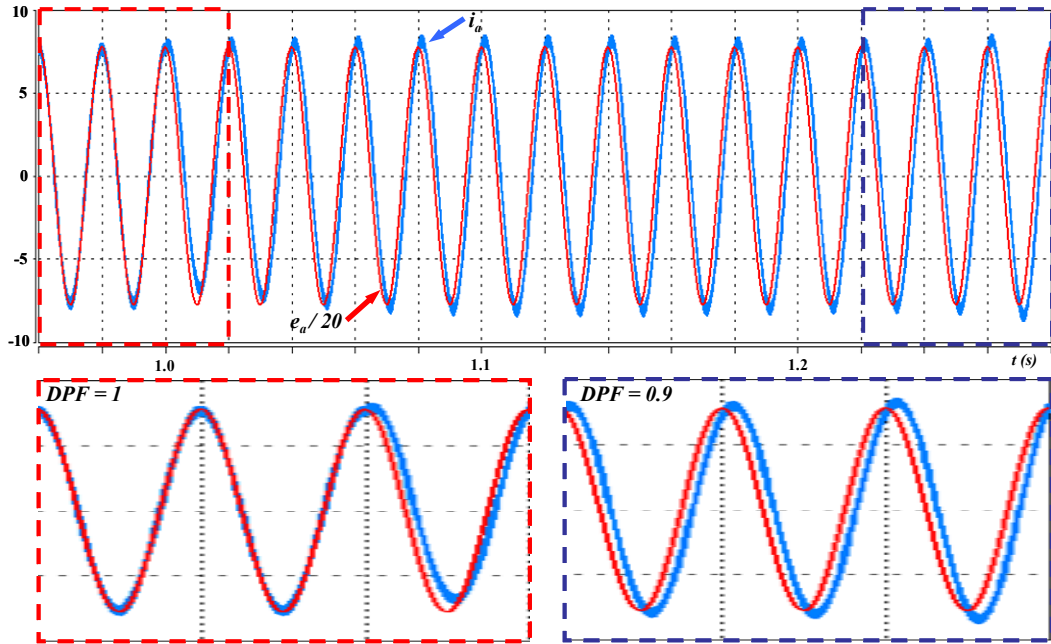 10
i_a
5
0
-5
e_a / 20
-10
1.0
1.1
1.2
t (s)
DPF = 1
DPF = 0.9